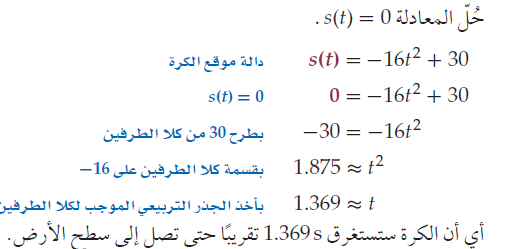 حُلّ المعادلة s(t) = 0 .
s(t) = −16t² + 30 دالة موقع الكرة
0 = −16t² + 30 s(t) = 0
−30 = −16t² بطرح 30 من كلا الطرفين
1.875 ≈ t² بقسمة كلا الطرفين على 16−
1.369 ≈ t بأخذ الجذر التربيعي الموجب لكلا الطرفين
أي أن الكرة ستستغرق 1.369 s تقريبًا حتى تصل إلى سطح الأرض.